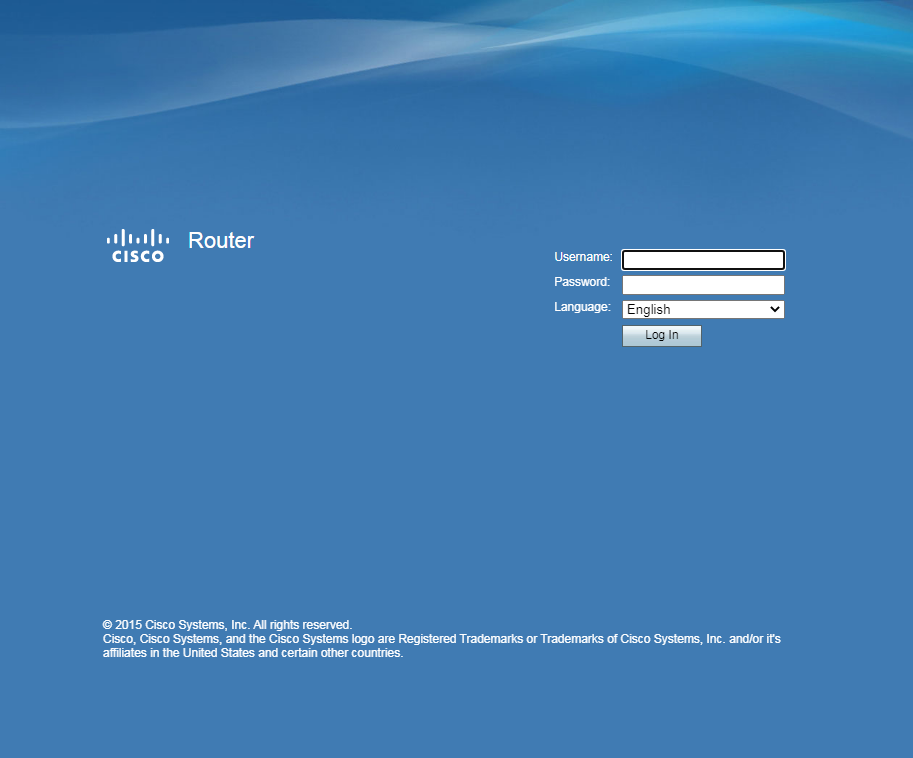 CISCO
Router
Username:
Password:
Language:
English
Log In
© 2015 Cisco Systems, Inc. All rights reserved.
Cisco, Cisco Systems, and the Cisco Systems logo are Registered Trademarks or Trademarks of Cisco Systems, Inc. and/or it's
affiliates in the United States and certain other countries.